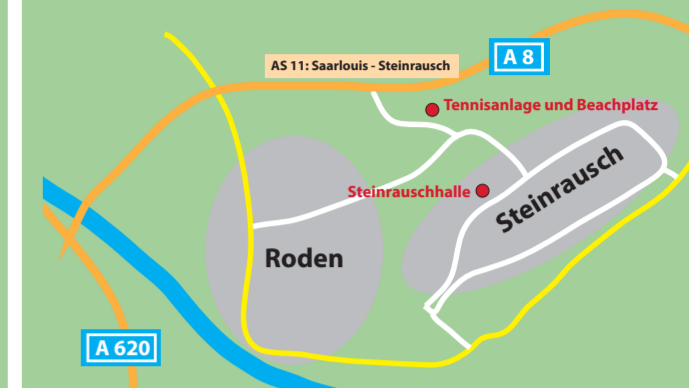 A 8
AS 11: Saarlouis - Steinrausch
Tennisanlage und Beachplatz
Steinrauschhalle
Steinrausch
Roden
A 620